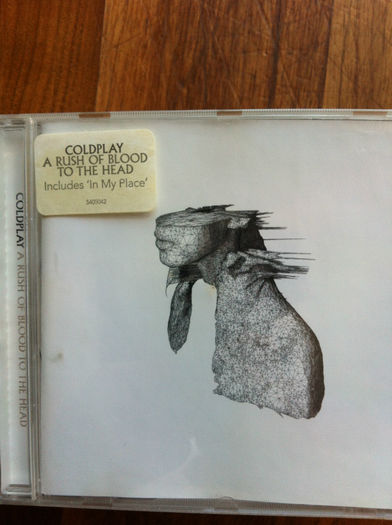 COLDPLAY
A RUSH OF BLOOD
TO THE HEAD
Includes 'In My Place'
5405042
COLDPLAY A RUSH OF BLOOD TO THE HEAD